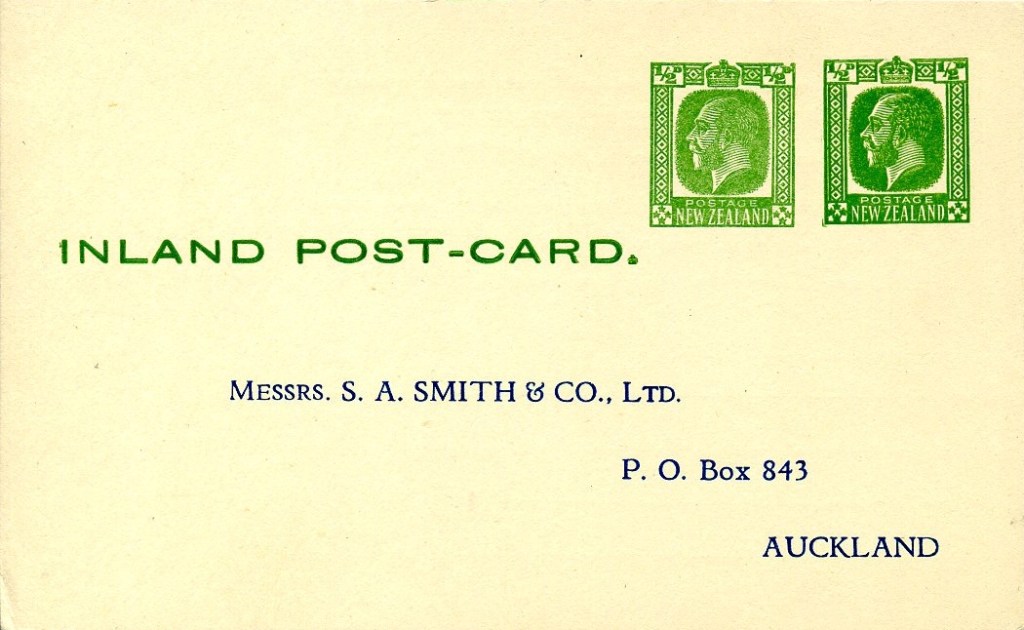 ½D ½D
POSTAGE
NEW ZEALAND
½D ½D
POSTAGE
NEW ZEALAND
INLAND POST-CARD.
MESSRS. S. A. SMITH & CO., LTD.
P. O. Box 843
AUCKLAND